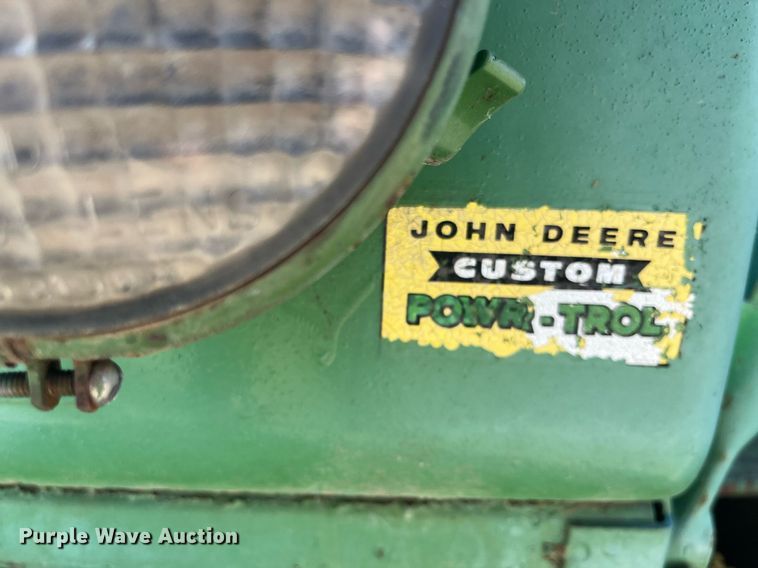 JOHN DEERE
CUSTOM
POWR-TROL
Purple Wave Auction